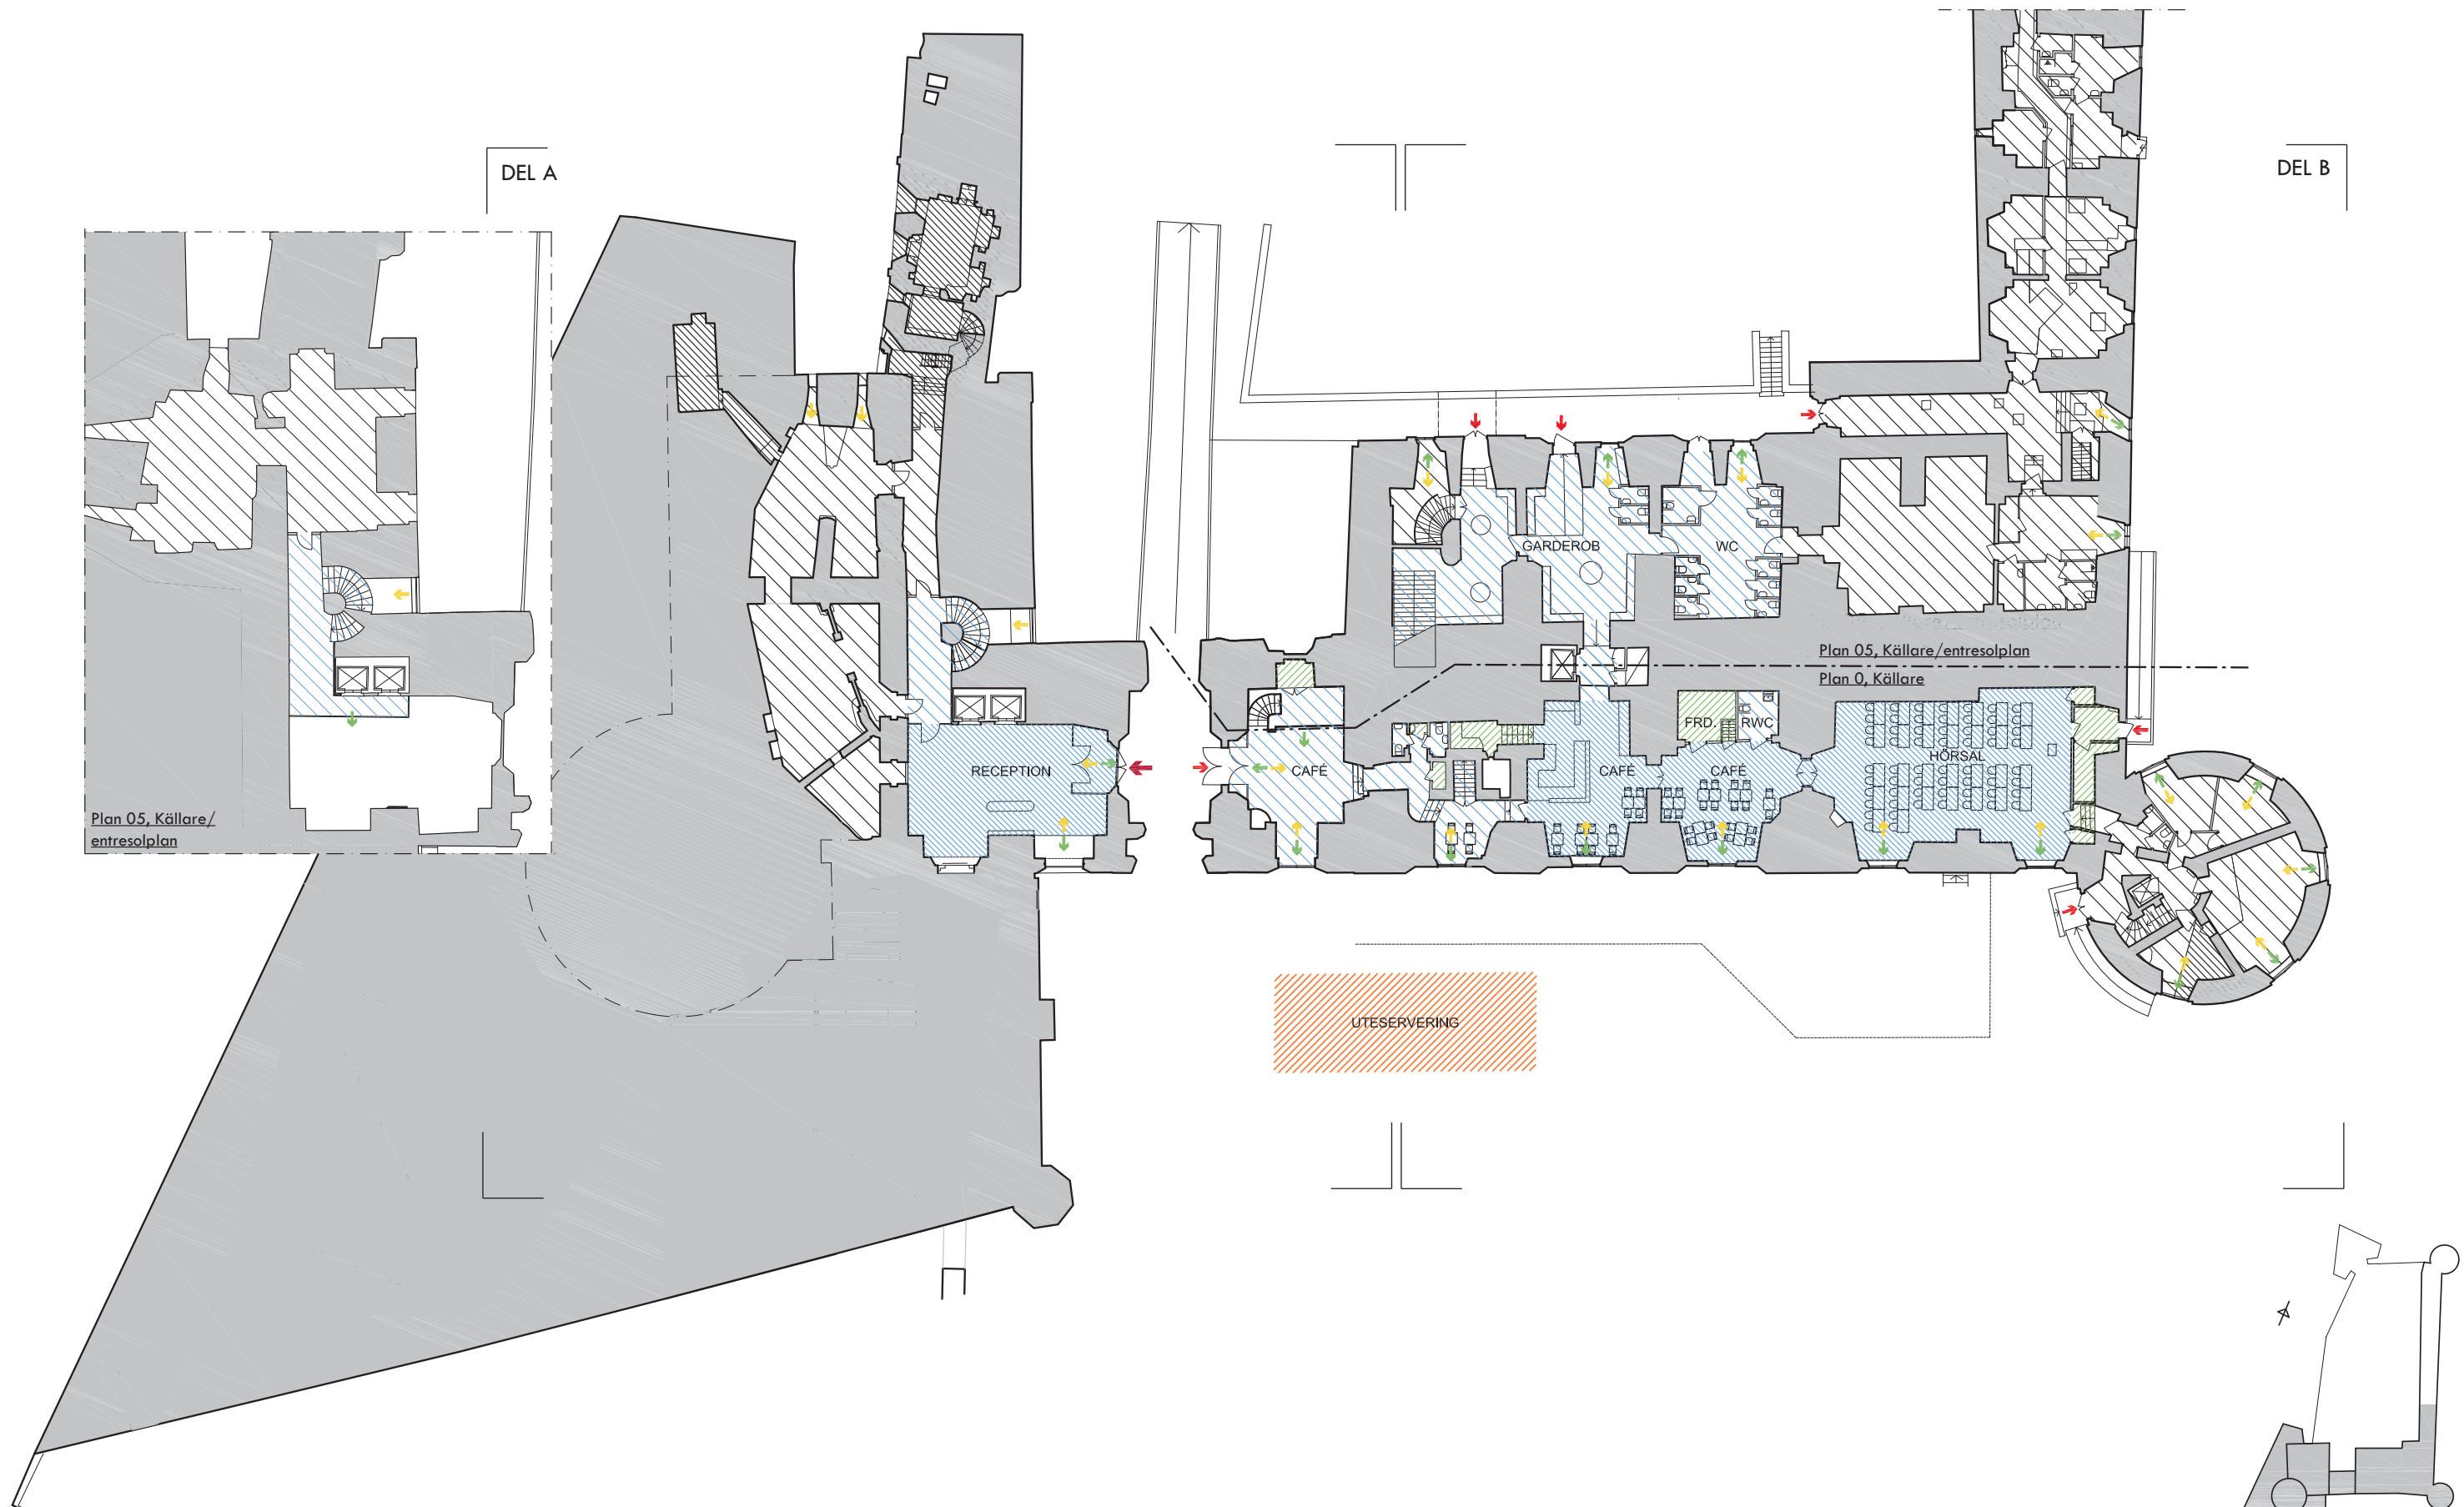 DEL A
DEL B
GARDEROB
WC
Plan 05, Källare/entresolplan
Plan 0, Källare
FRD.
RWC
RECEPTION
CAFÉ
CAFÉ
CAFÉ
HÖRSAL
Plan 05, Källare/
entresolplan
UTESERVERING